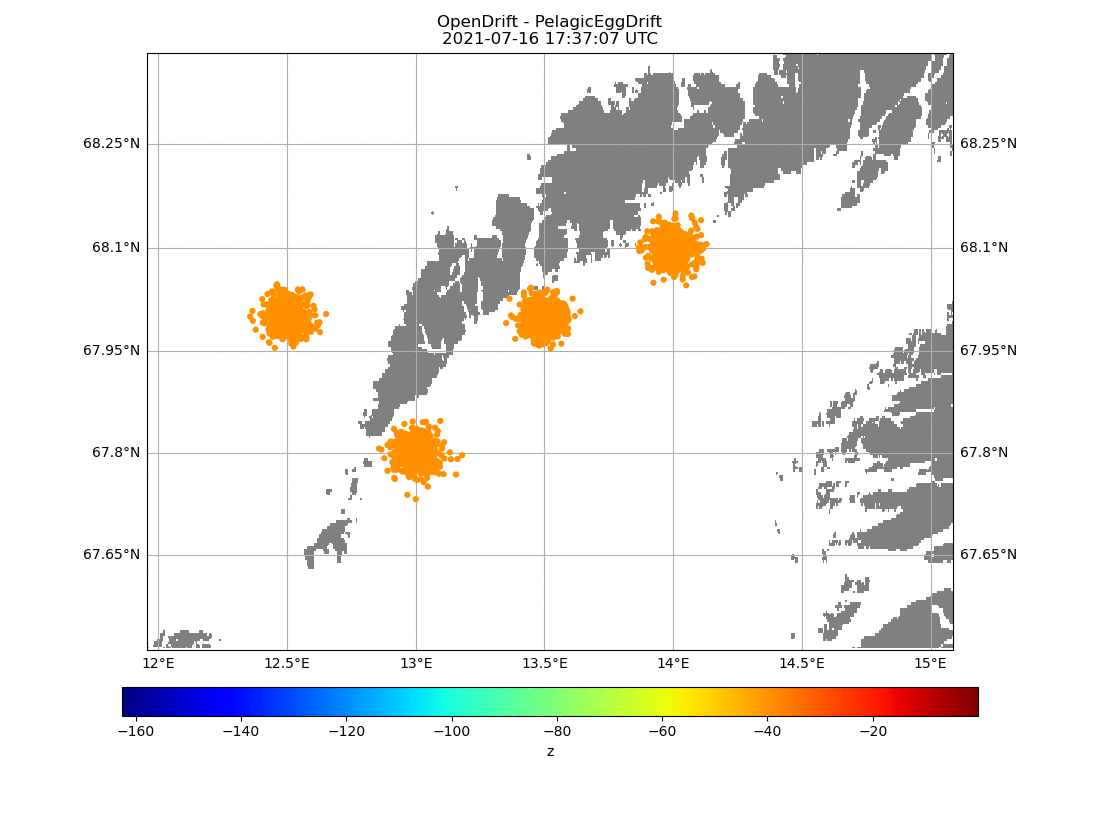 OpenDrift - PelagicEggDrift
2021-07-16 17:37:07 UTC
68.25°N 68.25°N
68.1°N 68.1°N
67.95°N 67.95°N
67.8°N 67.8°N
67.65°N 67.65°N
12°E 12.5°E 13°E 13.5°E 14°E 14.5°E 15°E
−160 −140 −120 −100 −80 −60 −40 −20
z